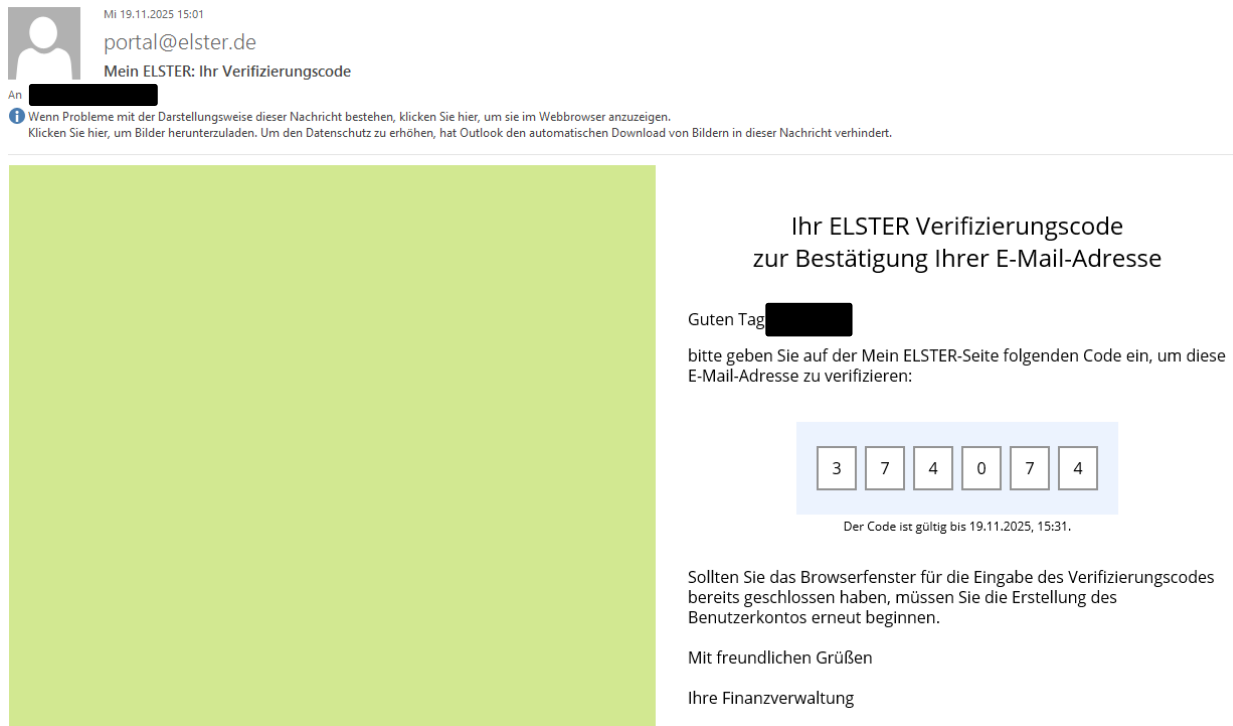 Mi 19.11.2025 15:01
portal@elster.de
Mein ELSTER: Ihr Verifizierungscode
An
Wenn Probleme mit der Darstellungsweise dieser Nachricht bestehen, klicken Sie hier, um sie im Webbrowser anzuzeigen.
Klicken Sie hier, um Bilder herunterzuladen. Um den Datenschutz zu erhöhen, hat Outlook den automatischen Download von Bildern in dieser Nachricht verhindert.
Ihr ELSTER Verifizierungscode
zur Bestätigung Ihrer E-Mail-Adresse
Guten Tag
bitte geben Sie auf der Mein ELSTER-Seite folgenden Code ein, um diese
E-Mail-Adresse zu verifizieren:
3 7 4 0 7 4
Der Code ist gültig bis 19.11.2025, 15:31.
Sollten Sie das Browserfenster für die Eingabe des Verifizierungscodes
bereits geschlossen haben, müssen Sie die Erstellung des
Benutzerkontos erneut beginnen.
Mit freundlichen Grüßen
Ihre Finanzverwaltung